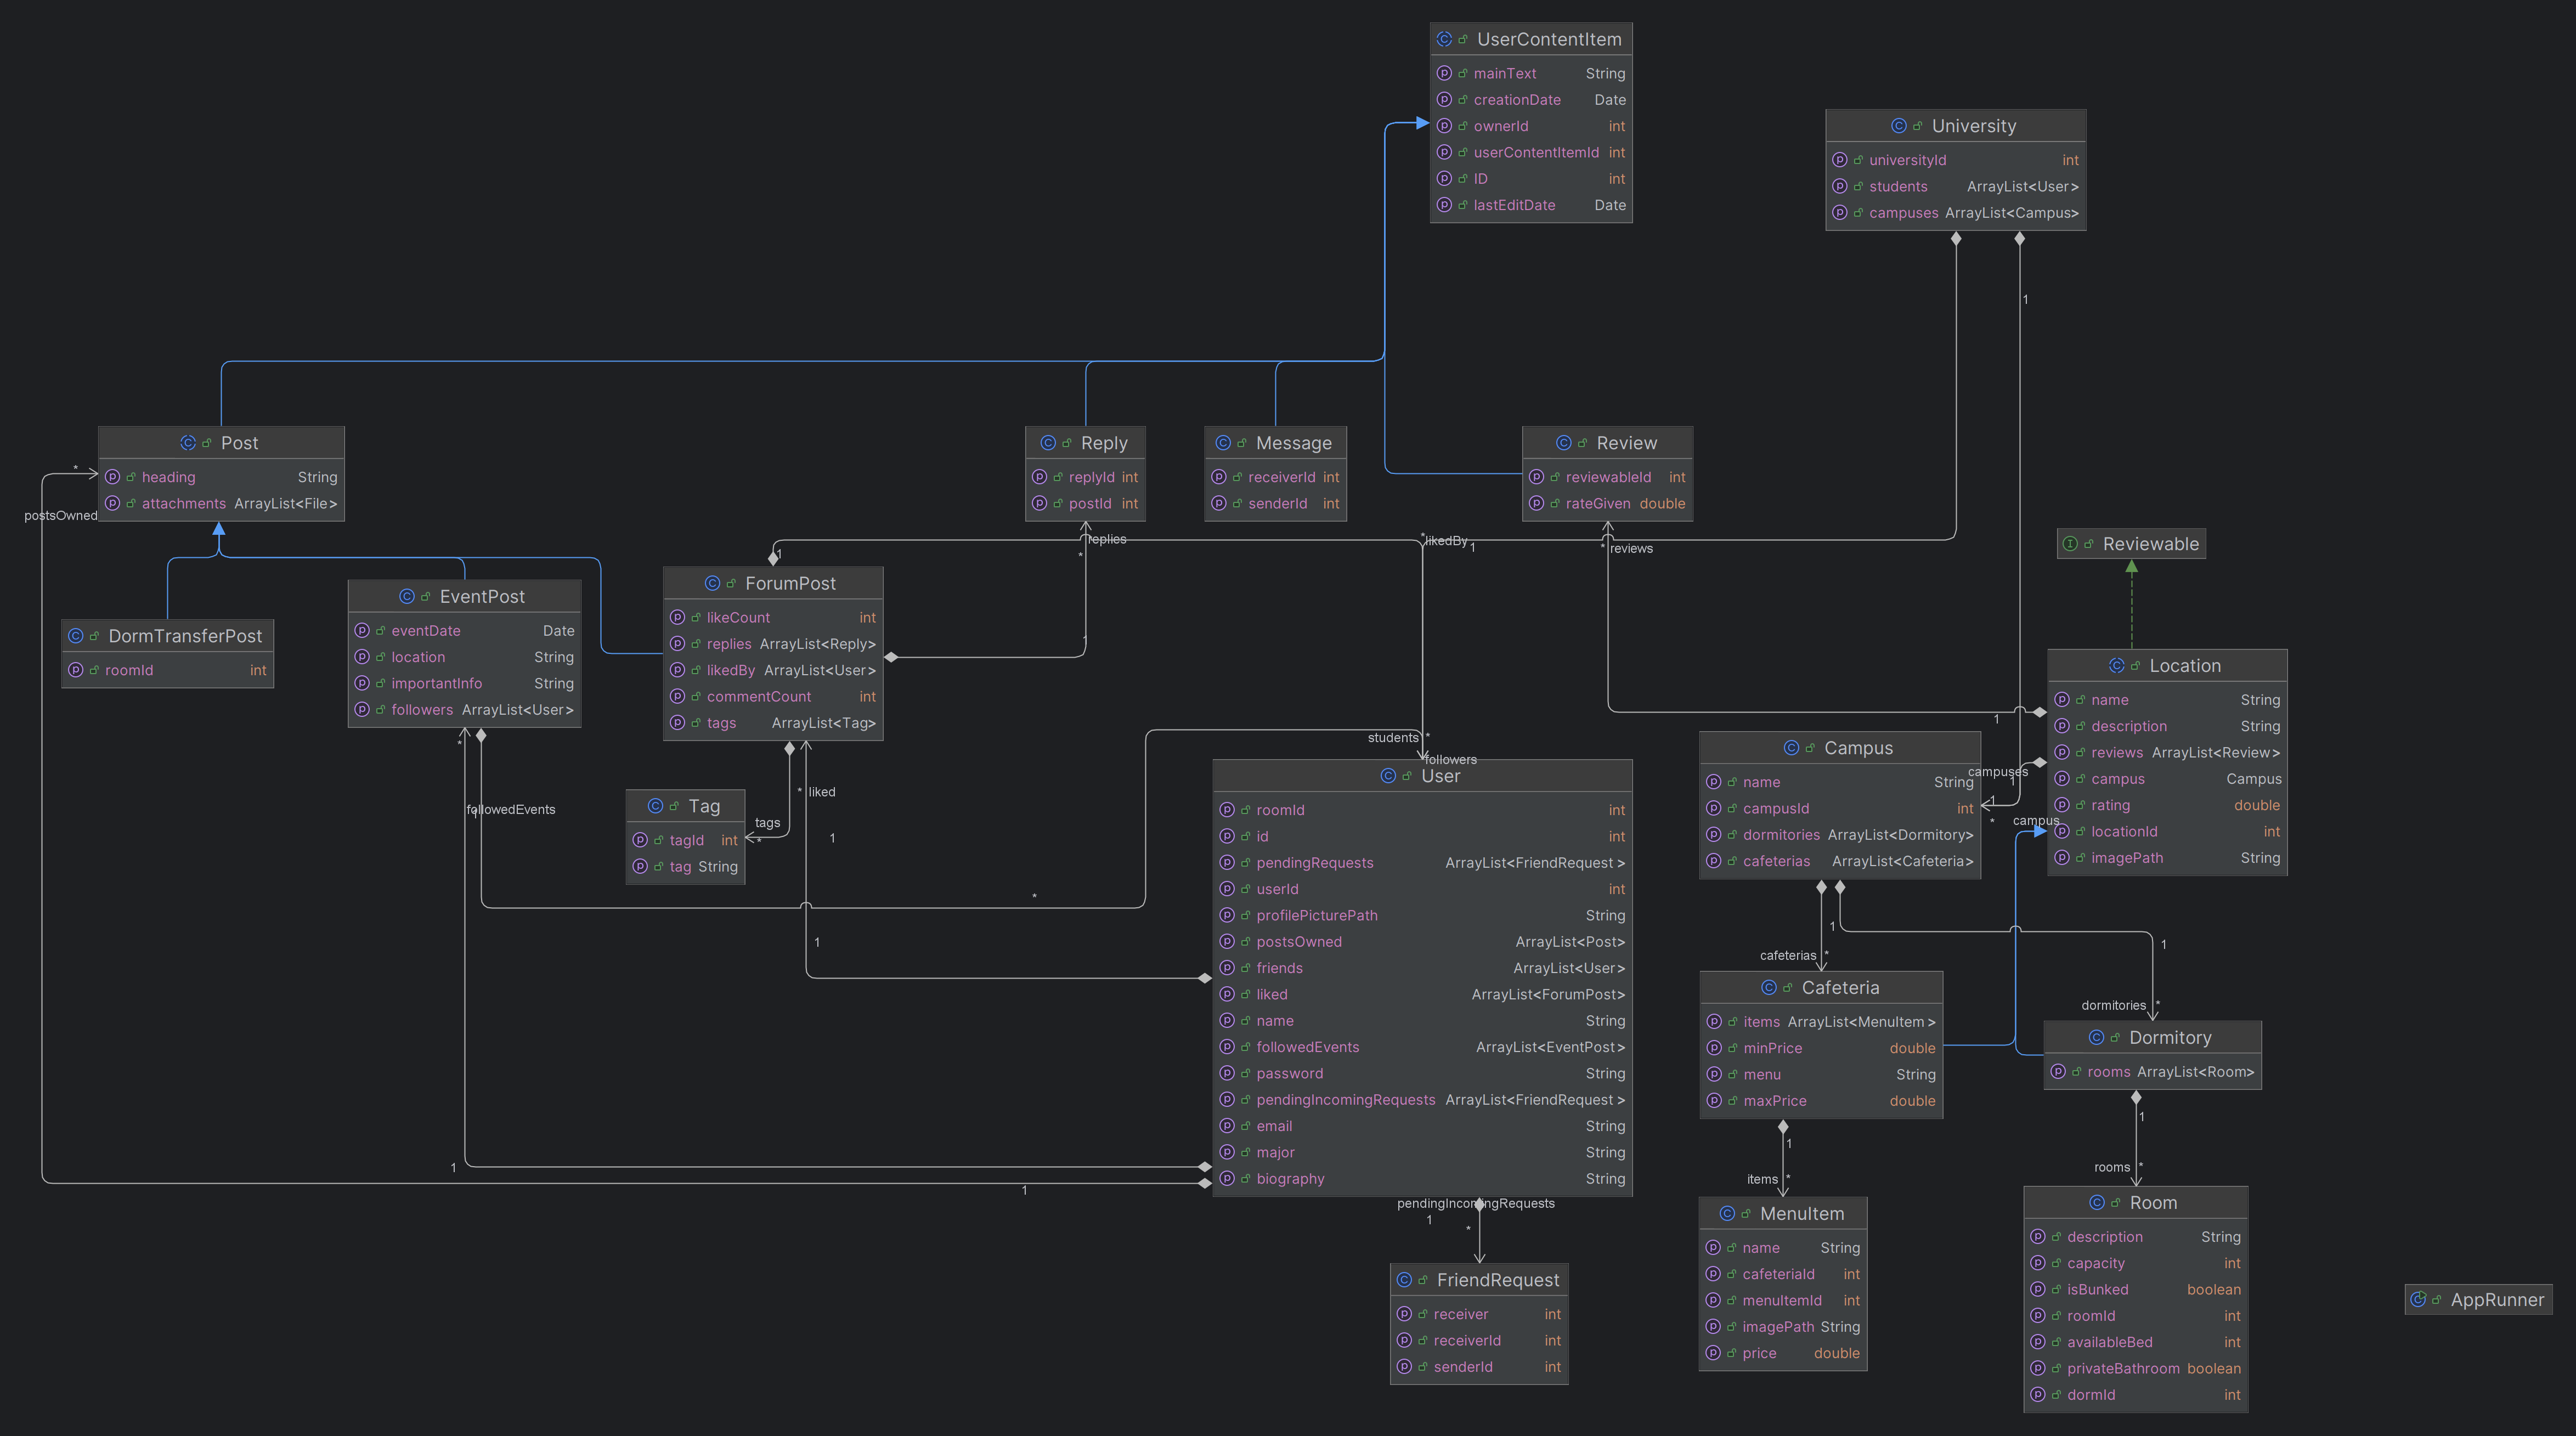 UserContentItem
mainText String
creationDate Date
ownerId int
userContentItemId int
ID int
lastEditDate Date
University
universityId int
students ArrayList<User>
campuses ArrayList<Campus>
1
Post
heading String
attachments ArrayList<File>
*
postsOwned
Reply
replyId int
postId int
Message
receiverId int
senderId int
Review
reviewableId int
rateGiven double
replies
*
1
*
likedBy
1
*
reviews
Reviewable
DormTransferPost
roomId int
EventPost
eventDate Date
location String
importantInfo String
followers ArrayList<User>
ForumPost
likeCount int
replies ArrayList<Reply>
likedBy ArrayList<User>
commentCount int
tags ArrayList<Tag>
1
Location
name String
description String
reviews ArrayList<Review>
campus Campus
rating double
locationId int
imagePath String
1
*
students
*
followers
Campus
name String
campusId int
dormitories ArrayList<Dormitory>
cafeterias ArrayList<Cafeteria>
campuses
1
1
*
campus
Tag
tagId int
tag String
tags
*
*
liked
1
followedEvents
1
*
1
User
roomId int
id int
pendingRequests ArrayList<FriendRequest>
userId int
profilePicturePath String
postsOwned ArrayList<Post>
friends ArrayList<User>
liked ArrayList<ForumPost>
name String
followedEvents ArrayList<EventPost>
password String
pendingIncomingRequests ArrayList<FriendRequest>
email String
major String
biography String
1
1
1
1
cafeterias
*
dormitories
*
Cafeteria
items ArrayList<MenuItem>
minPrice double
menu String
maxPrice double
Dormitory
rooms ArrayList<Room>
1
items
*
1
rooms
*
pendingIncomingRequests
1
*
FriendRequest
receiver int
receiverId int
senderId int
MenuItem
name String
cafeteriaId int
menuItemId int
imagePath String
price double
Room
description String
capacity int
isBunked boolean
roomId int
availableBed int
privateBathroom boolean
dormId int
AppRunner